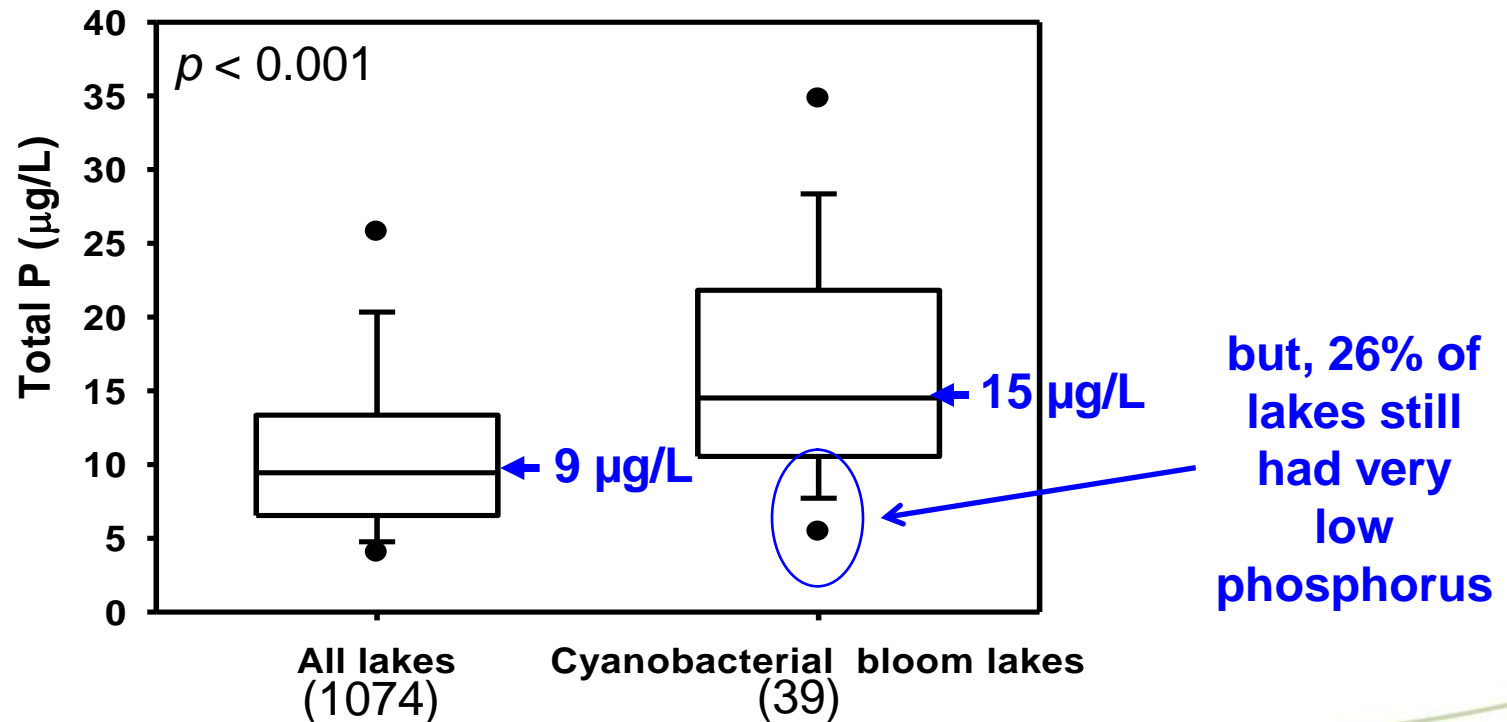 40
p < 0.001
35
30
25
20
15
10
5
0
Total P (μg/L)
9 µg/L
15 µg/L
but, 26% of
lakes still
had very
low
phosphorus
All lakes
(1074)
Cyanobacterial bloom lakes
(39)